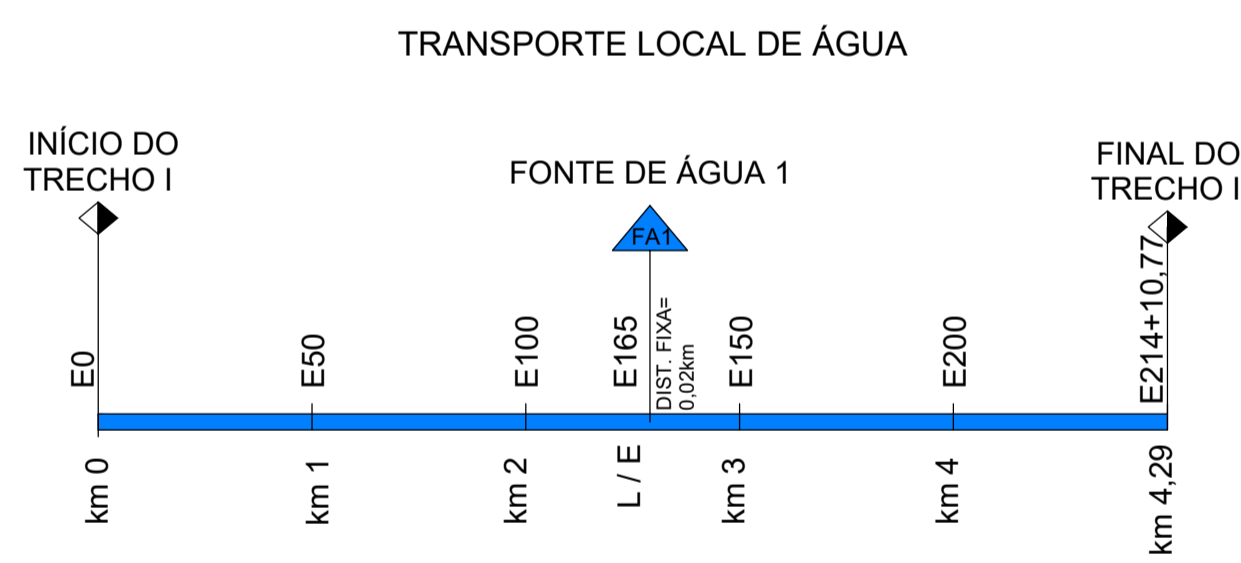 TRANSPORTE LOCAL DE ÁGUA
INÍCIO DO
TRECHO I
FONTE DE ÁGUA 1
FINAL DO
TRECHO I
FA1
E0
E50
E100
E165
DIST. FIXA=
0,02km
E150
E200
E214+10,77
km 0
km 1
km 2
L / E
km 3
km 4
km 4,29